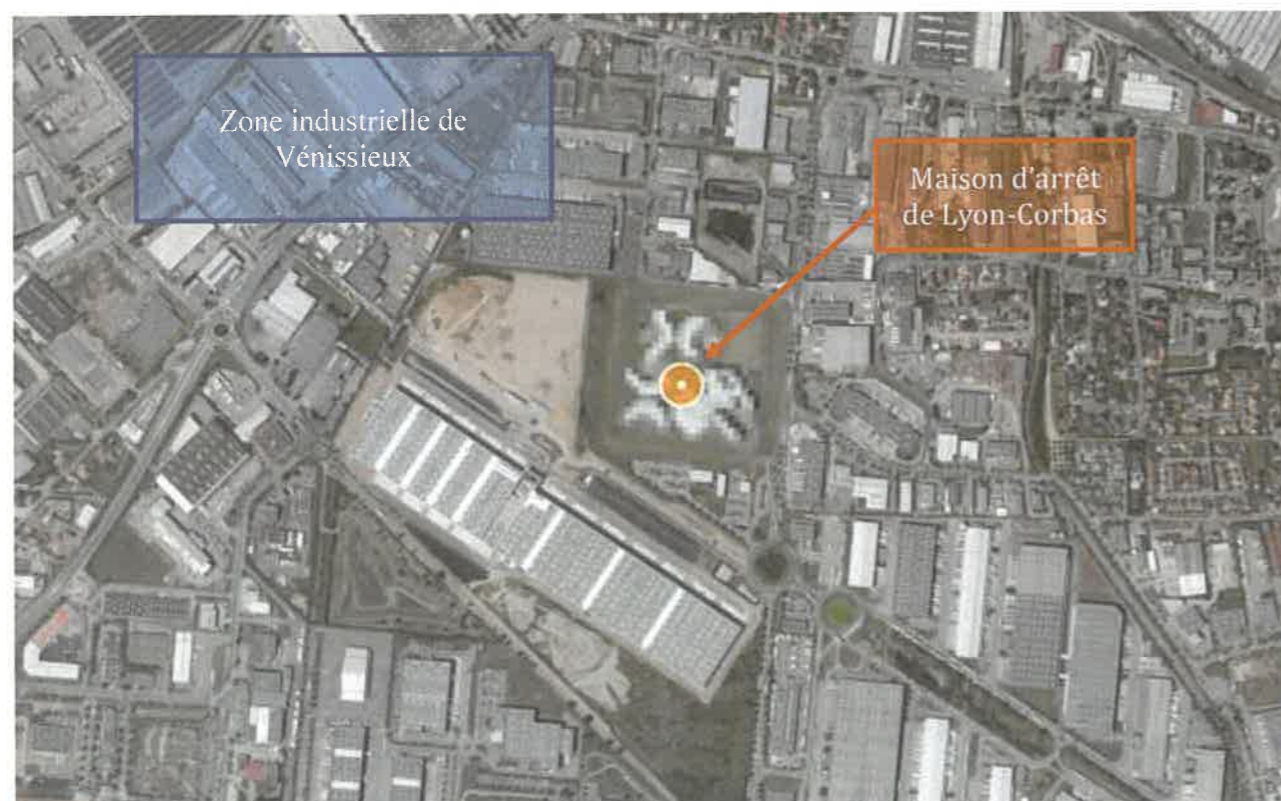 Zone industrielle de
Vénissieux
Maison d'arrêt
de Lyon-Corbas